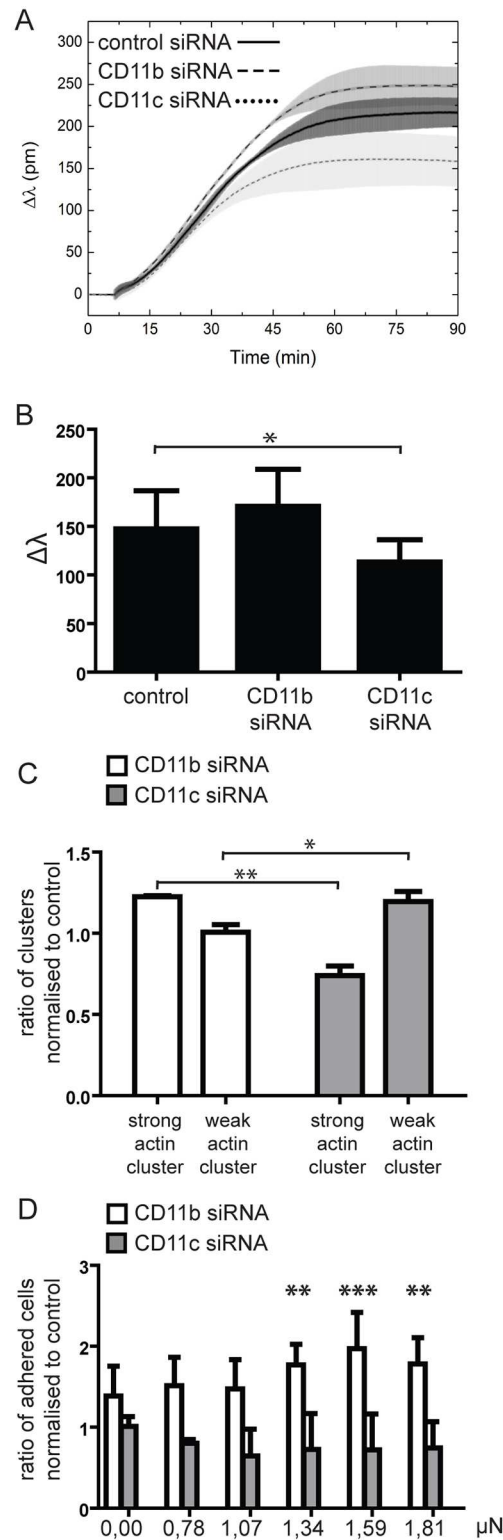 A
300
250
200
150
100
50
0
control siRNA
CD11b siRNA
CD11c siRNA
Δλ (pm)
0 15 30 45 60 75 90
Time (min)
B
250
200
150
100
50
0
Δλ
*
control
CD11b siRNA
CD11c siRNA
C
CD11b siRNA
CD11c siRNA
1.5
1.0
0.5
0.0
ratio of clusters
normalised to control
*
**
strong actin cluster
weak actin cluster
strong actin cluster
weak actin cluster
D
CD11b siRNA
CD11c siRNA
3
2
1
0
ratio of adhered cells
normalised to control
** *** **
0,00 0,78 1,07 1,34 1,59 1,81 µN